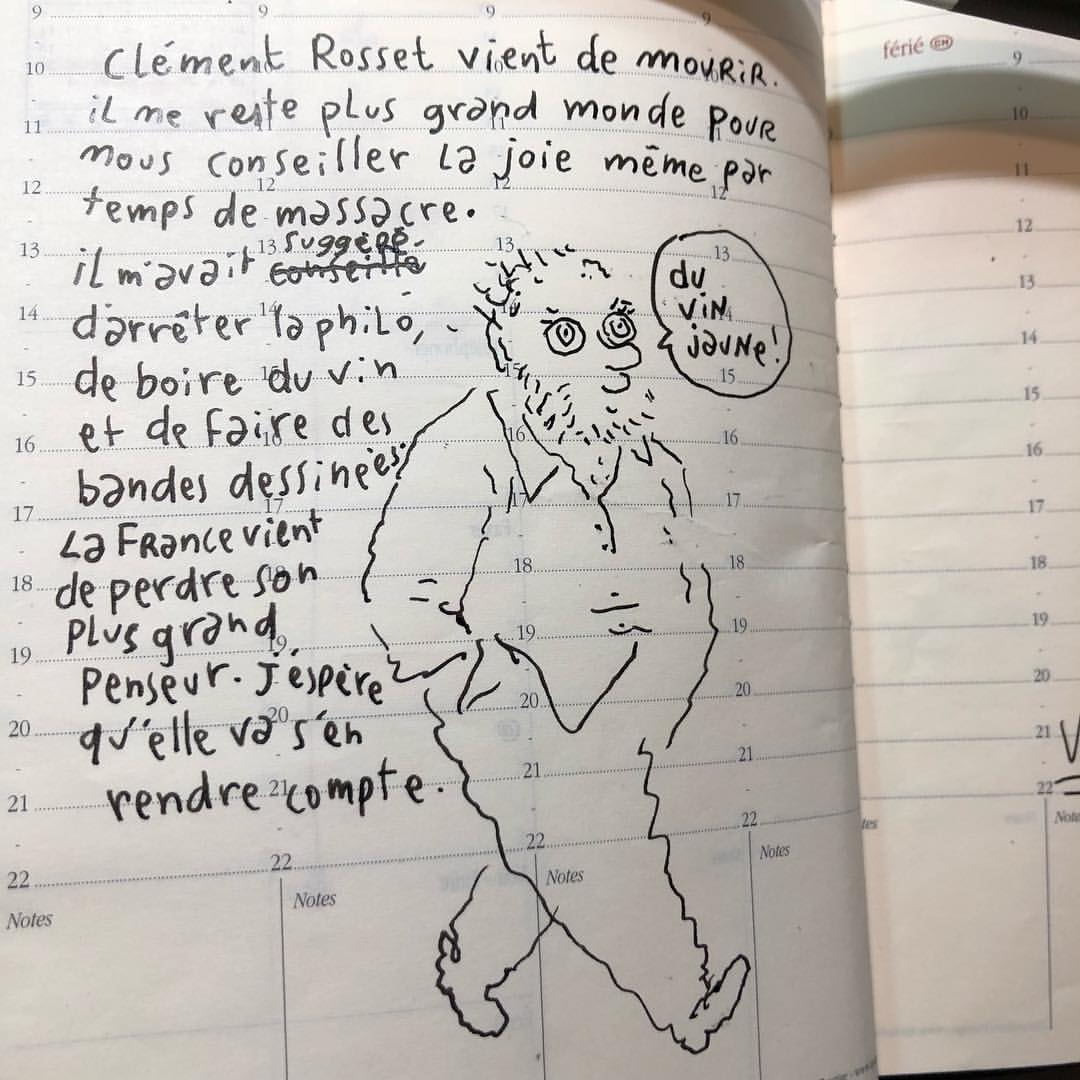 Clément Rosset vient de mourir.
il me reste plus grand monde pour
nous conseiller la joie même par
temps de massacre.
il m'avait suggéré
conseillé
d'arrêter la philo,
de boire du vin
et de faire des
bandes dessinées.
La France vient
de perdre son
plus grand
penseur. J'espère
qu'elle va s'en
rendre compte.
du
vin
jaune!
9 9 9 9
10
11
12 12 12 12
13 13 13 13
14 14
15 15 15 15
16 16 16 16
17 17 17 17
18 18 18 18
19 19 19 19
20 20 20 20
21 21 21 21
22 22 22 22
Notes Notes Notes Notes
férié CH
9
10
11
12
13
14
15
16
17
18
19
20
21
22